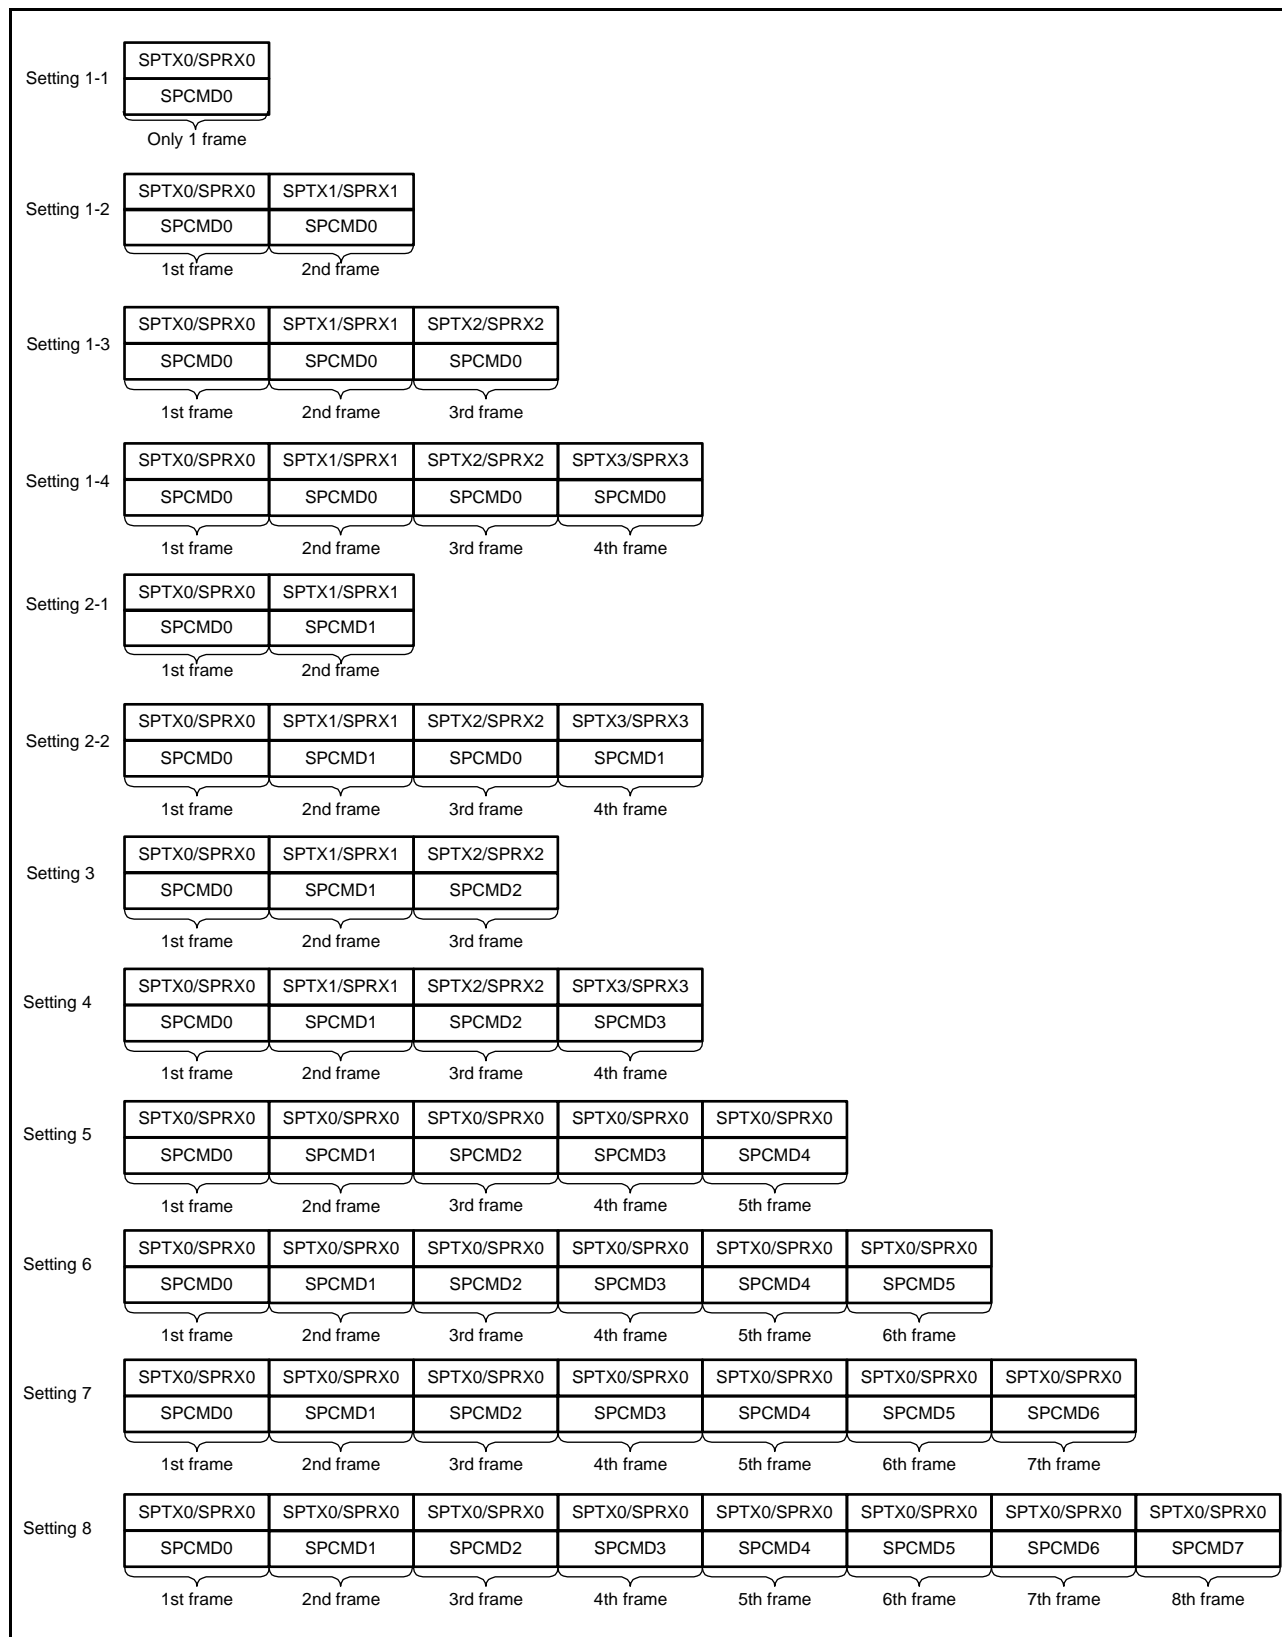 SPTX0/SPRX0
Setting 1-1
SPCMD0
Only 1 frame
SPTX0/SPRX0 SPTX1/SPRX1
Setting 1-2
SPCMD0 SPCMD0
1st frame 2nd frame
SPTX0/SPRX0 SPTX1/SPRX1 SPTX2/SPRX2
Setting 1-3
SPCMD0 SPCMD0 SPCMD0
1st frame 2nd frame 3rd frame
SPTX0/SPRX0 SPTX1/SPRX1 SPTX2/SPRX2 SPTX3/SPRX3
Setting 1-4
SPCMD0 SPCMD0 SPCMD0 SPCMD0
1st frame 2nd frame 3rd frame 4th frame
SPTX0/SPRX0 SPTX1/SPRX1
Setting 2-1
SPCMD0 SPCMD1
1st frame 2nd frame
SPTX0/SPRX0 SPTX1/SPRX1 SPTX2/SPRX2 SPTX3/SPRX3
Setting 2-2
SPCMD0 SPCMD1 SPCMD0 SPCMD1
1st frame 2nd frame 3rd frame 4th frame
SPTX0/SPRX0 SPTX1/SPRX1 SPTX2/SPRX2
Setting 3
SPCMD0 SPCMD1 SPCMD2
1st frame 2nd frame 3rd frame
SPTX0/SPRX0 SPTX1/SPRX1 SPTX2/SPRX2 SPTX3/SPRX3
Setting 4
SPCMD0 SPCMD1 SPCMD2 SPCMD3
1st frame 2nd frame 3rd frame 4th frame
SPTX0/SPRX0 SPTX0/SPRX0 SPTX0/SPRX0 SPTX0/SPRX0 SPTX0/SPRX0
Setting 5
SPCMD0 SPCMD1 SPCMD2 SPCMD3 SPCMD4
1st frame 2nd frame 3rd frame 4th frame 5th frame
SPTX0/SPRX0 SPTX0/SPRX0 SPTX0/SPRX0 SPTX0/SPRX0 SPTX0/SPRX0 SPTX0/SPRX0
Setting 6
SPCMD0 SPCMD1 SPCMD2 SPCMD3 SPCMD4 SPCMD5
1st frame 2nd frame 3rd frame 4th frame 5th frame 6th frame
SPTX0/SPRX0 SPTX0/SPRX0 SPTX0/SPRX0 SPTX0/SPRX0 SPTX0/SPRX0 SPTX0/SPRX0 SPTX0/SPRX0
Setting 7
SPCMD0 SPCMD1 SPCMD2 SPCMD3 SPCMD4 SPCMD5 SPCMD6
1st frame 2nd frame 3rd frame 4th frame 5th frame 6th frame 7th frame
SPTX0/SPRX0 SPTX0/SPRX0 SPTX0/SPRX0 SPTX0/SPRX0 SPTX0/SPRX0 SPTX0/SPRX0 SPTX0/SPRX0 SPTX0/SPRX0
Setting 8
SPCMD0 SPCMD1 SPCMD2 SPCMD3 SPCMD4 SPCMD5 SPCMD6 SPCMD7
1st frame 2nd frame 3rd frame 4th frame 5th frame 6th frame 7th frame 8th frame